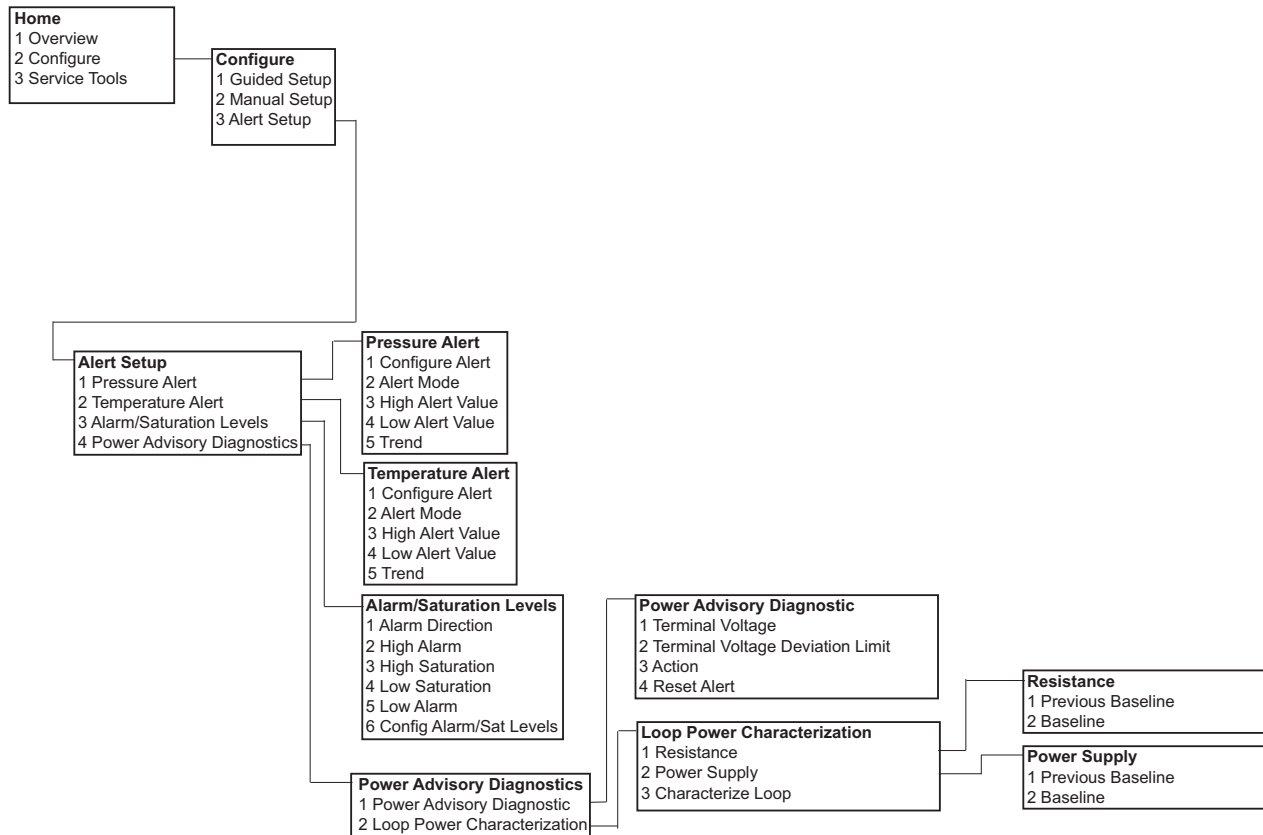 Home
1 Overview
2 Configure
3 Service Tools
Configure
1 Guided Setup
2 Manual Setup
3 Alert Setup
Alert Setup
1 Pressure Alert
2 Temperature Alert
3 Alarm/Saturation Levels
4 Power Advisory Diagnostics
Pressure Alert
1 Configure Alert
2 Alert Mode
3 High Alert Value
4 Low Alert Value
5 Trend
Temperature Alert
1 Configure Alert
2 Alert Mode
3 High Alert Value
4 Low Alert Value
5 Trend
Alarm/Saturation Levels
1 Alarm Direction
2 High Alarm
3 High Saturation
4 Low Saturation
5 Low Alarm
6 Config Alarm/Sat Levels
Power Advisory Diagnostics
1 Power Advisory Diagnostic
2 Loop Power Characterization
Power Advisory Diagnostic
1 Terminal Voltage
2 Terminal Voltage Deviation Limit
3 Action
4 Reset Alert
Loop Power Characterization
1 Resistance
2 Power Supply
3 Characterize Loop
Resistance
1 Previous Baseline
2 Baseline
Power Supply
1 Previous Baseline
2 Baseline